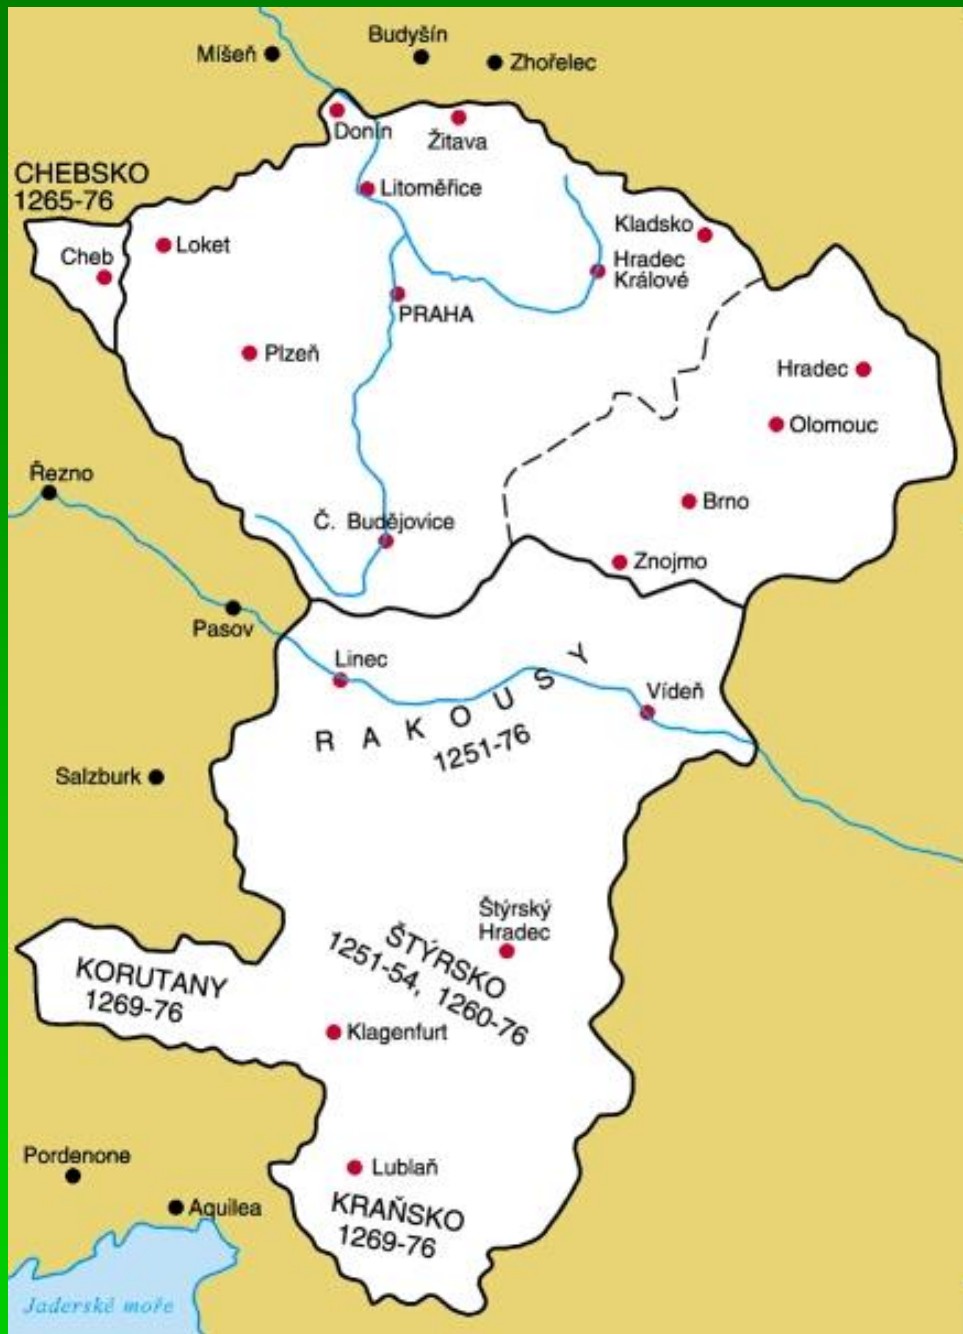 Budyšín
Míšeň
Zhořelec
Donín
Žitava
CHEBSKO
1265-76
Litoměřice
Kladsko
Loket
Cheb
Hradec
Králové
PRAHA
Plzeň
Hradec
Olomouc
Řezno
Brno
Č. Budějovice
Znojmo
Pasov
Linec
Vídeň
RAKOUSY
1251-76
Salzburk
Štýrský
Hradec
ŠTÝRSKO
1251-54, 1260-76
KORUTANY
1269-76
Klagenfurt
Pordenone
Lublaň
Aquilea
KRAŇSKO
1269-76
Jaderské moře